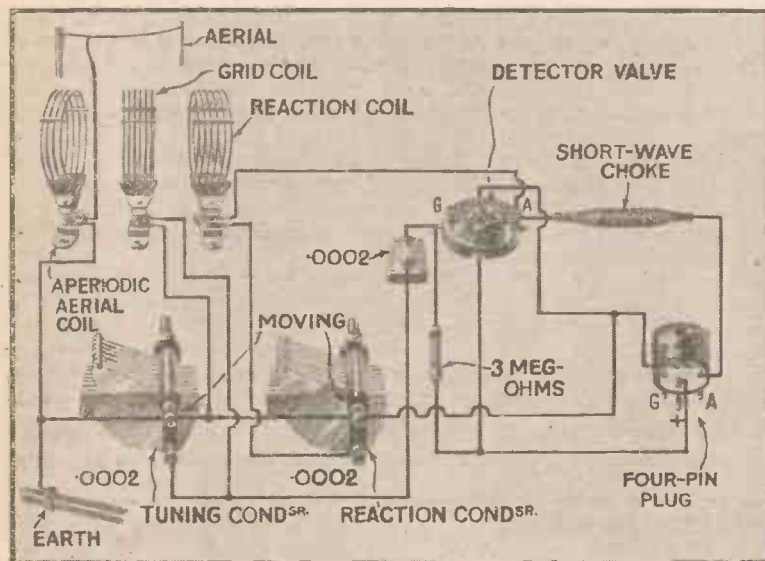 AERIAL
GRID COIL
REACTION COIL
DETECTOR VALVE
SHORT-WAVE
CHOKE
G
A
.0002
APERIODIC
AERIAL
COIL
MOVING
3 MEG-
OHMS
G
+
A
.0002
.0002
FOUR-PIN
PLUG
TUNING CONDSR.
REACTION CONDSR.
EARTH